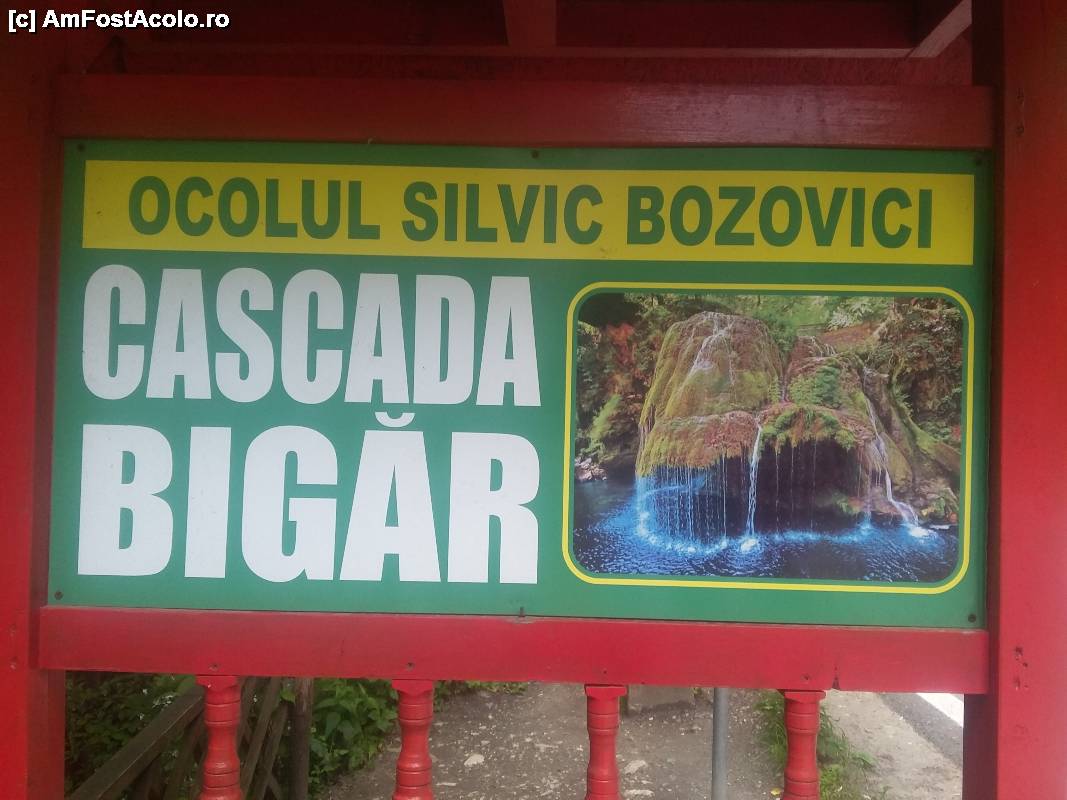 [c] AmFostAcolo.ro
OCOLUL SILVIC BOZOVICI
CASCADA
BIGĂR